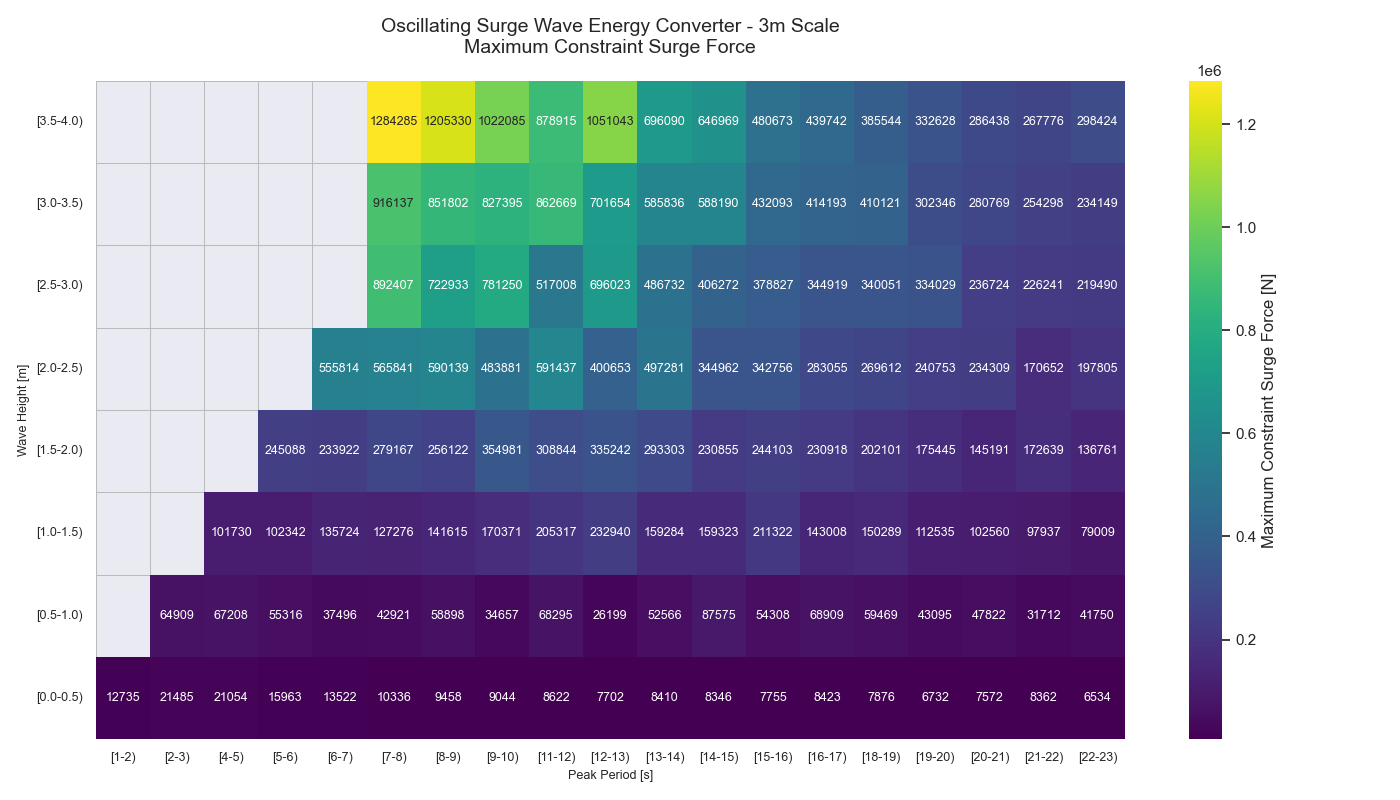 Oscillating Surge Wave Energy Converter - 3m Scale
Maximum Constraint Surge Force
1e6
[3.5-4.0) 1284285 1205330 1022085 878915 1051043 696090 646969 480673 439742 385544 332628 286438 267776 298424
[3.0-3.5) 916137 851802 827395 862669 701654 585836 588190 432093 414193 410121 302346 280769 254298 234149
[2.5-3.0) 892407 722933 781250 517008 696023 486732 406272 378827 344919 340051 334029 236724 226241 219490
[2.0-2.5) 555814 565841 590139 483881 591437 400653 497281 344962 342756 283055 269612 240753 234309 170652 197805
[1.5-2.0) 245088 233922 279167 256122 354981 308844 335242 293303 230855 244103 230918 202101 175445 145191 172639 136761
[1.0-1.5) 101730 102342 135724 127276 141615 170371 205317 232940 159284 159323 211322 143008 150289 112535 102560 97937 79009
[0.5-1.0) 64909 67208 55316 37496 42921 58898 34657 68295 26199 52566 87575 54308 68909 59469 43095 47822 31712 41750
[0.0-0.5) 12735 21485 21054 15963 13522 10336 9458 9044 8622 7702 8410 8346 7755 8423 7876 6732 7572 8362 6534
[1-2) [2-3) [4-5) [5-6) [6-7) [7-8) [8-9) [9-10) [11-12) [12-13) [13-14) [14-15) [15-16) [16-17) [18-19) [19-20) [20-21) [21-22) [22-23)
Peak Period [s]
Wave Height [m]
1.2
1.0
0.8
0.6
0.4
0.2
Maximum Constraint Surge Force [N]